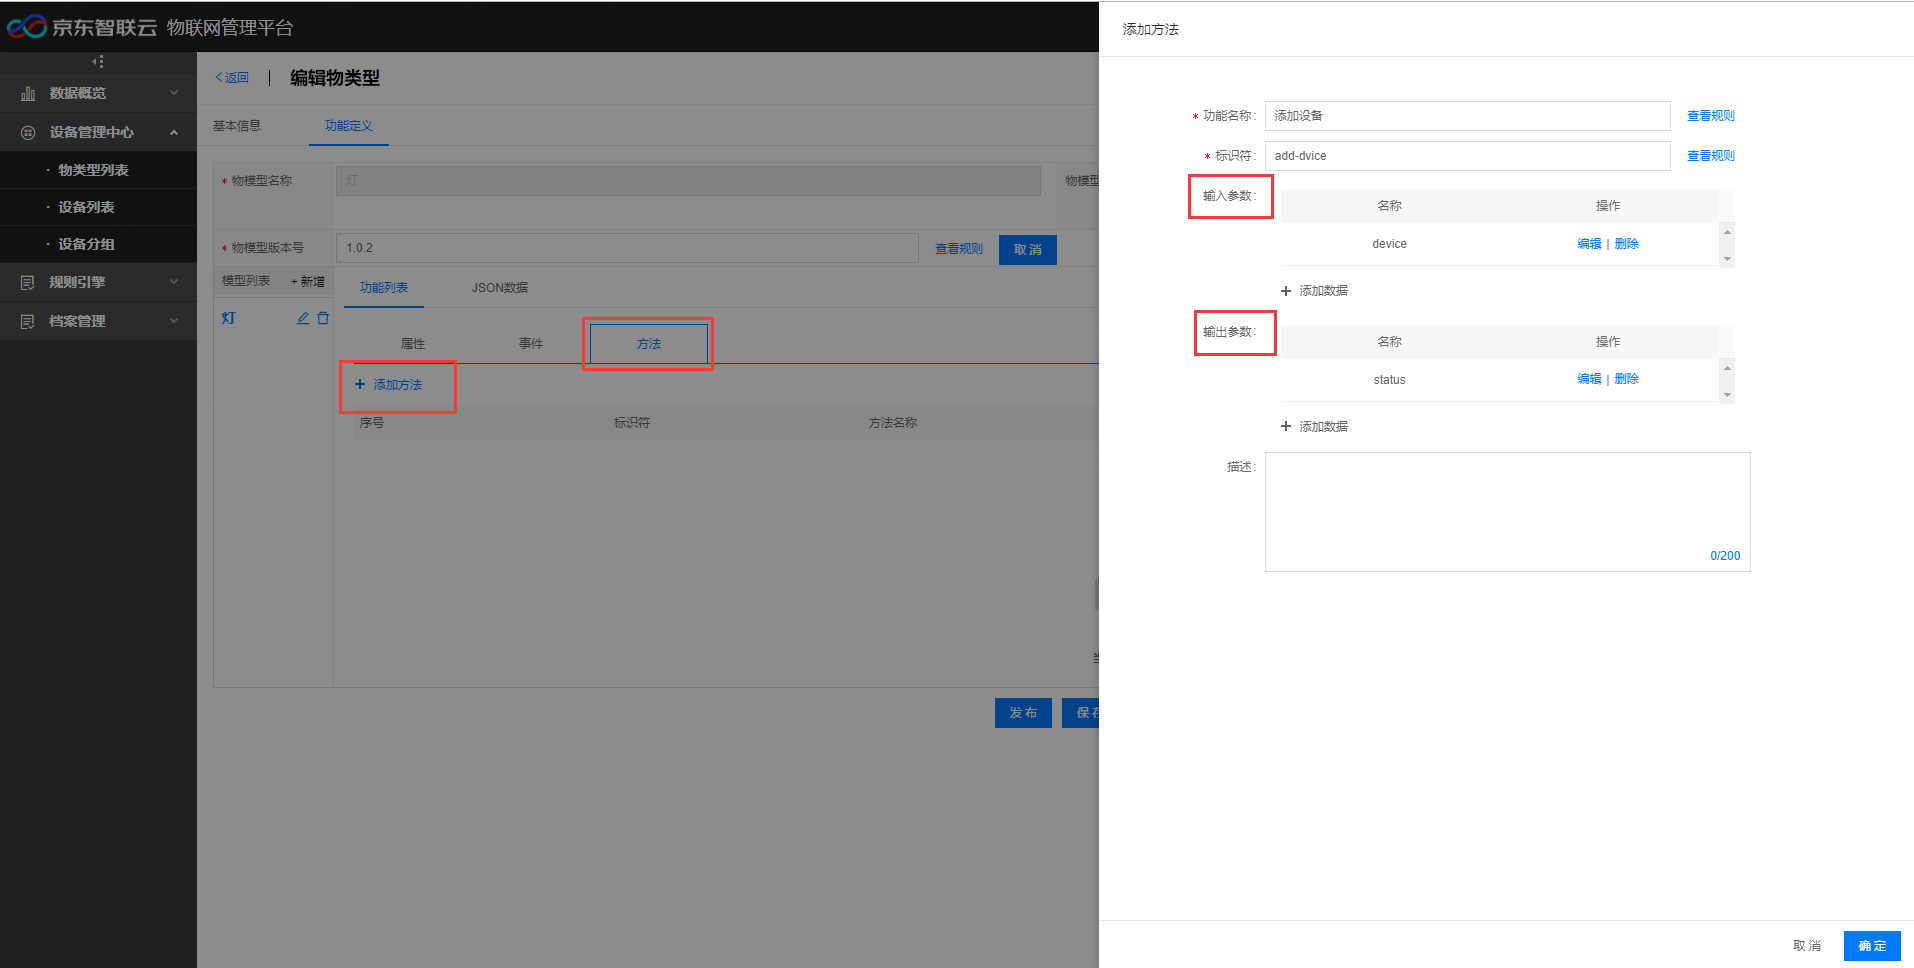 京东智联云 物联网管理平台
数据概览
设备管理中心
· 物类型列表
· 设备列表
· 设备分组
规则引擎
档案管理
<返回 | 编辑物类型
基本信息 功能定义
* 物模型名称 灯 物模型
* 物模型版本号 1.0.2 查看规则 取消
模型列表 + 新增 功能列表 JSON数据
灯
属性 事件 方法
+ 添加方法
序号 标识符 方法名称
发布 保存
添加方法
* 功能名称: 添加设备 查看规则
* 标识符: add-dvice 查看规则
输入参数: 名称 操作
device 编辑 | 删除
+ 添加数据
输出参数: 名称 操作
status 编辑 | 删除
+ 添加数据
描述:
0/200
取消 确定